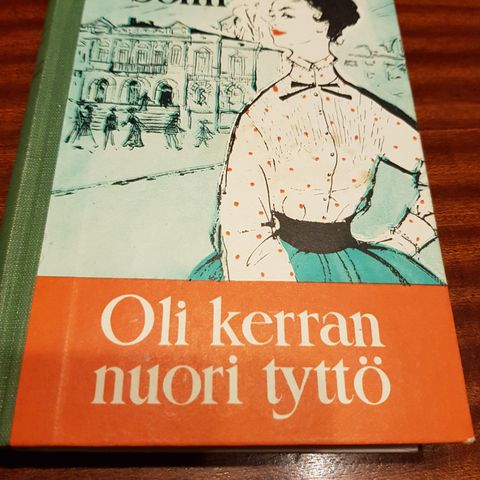 Oli kerran
nuori tyttö